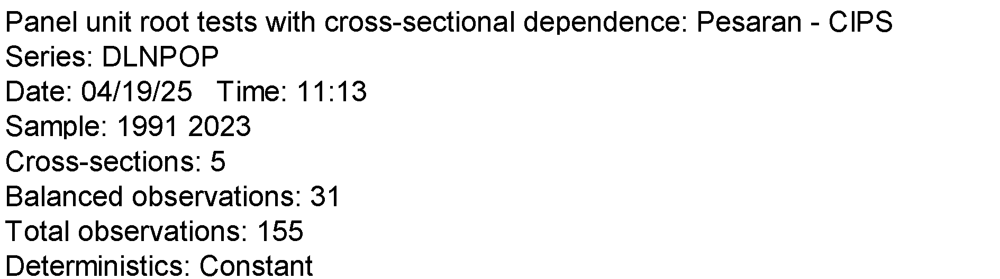 Panel unit root tests with cross-sectional dependence: Pesaran - CIPS
Series: DLNPOP
Date: 04/19/25   Time: 11:13
Sample: 1991 2023
Cross-sections: 5
Balanced observations: 31
Total observations: 155
Deterministics: Constant